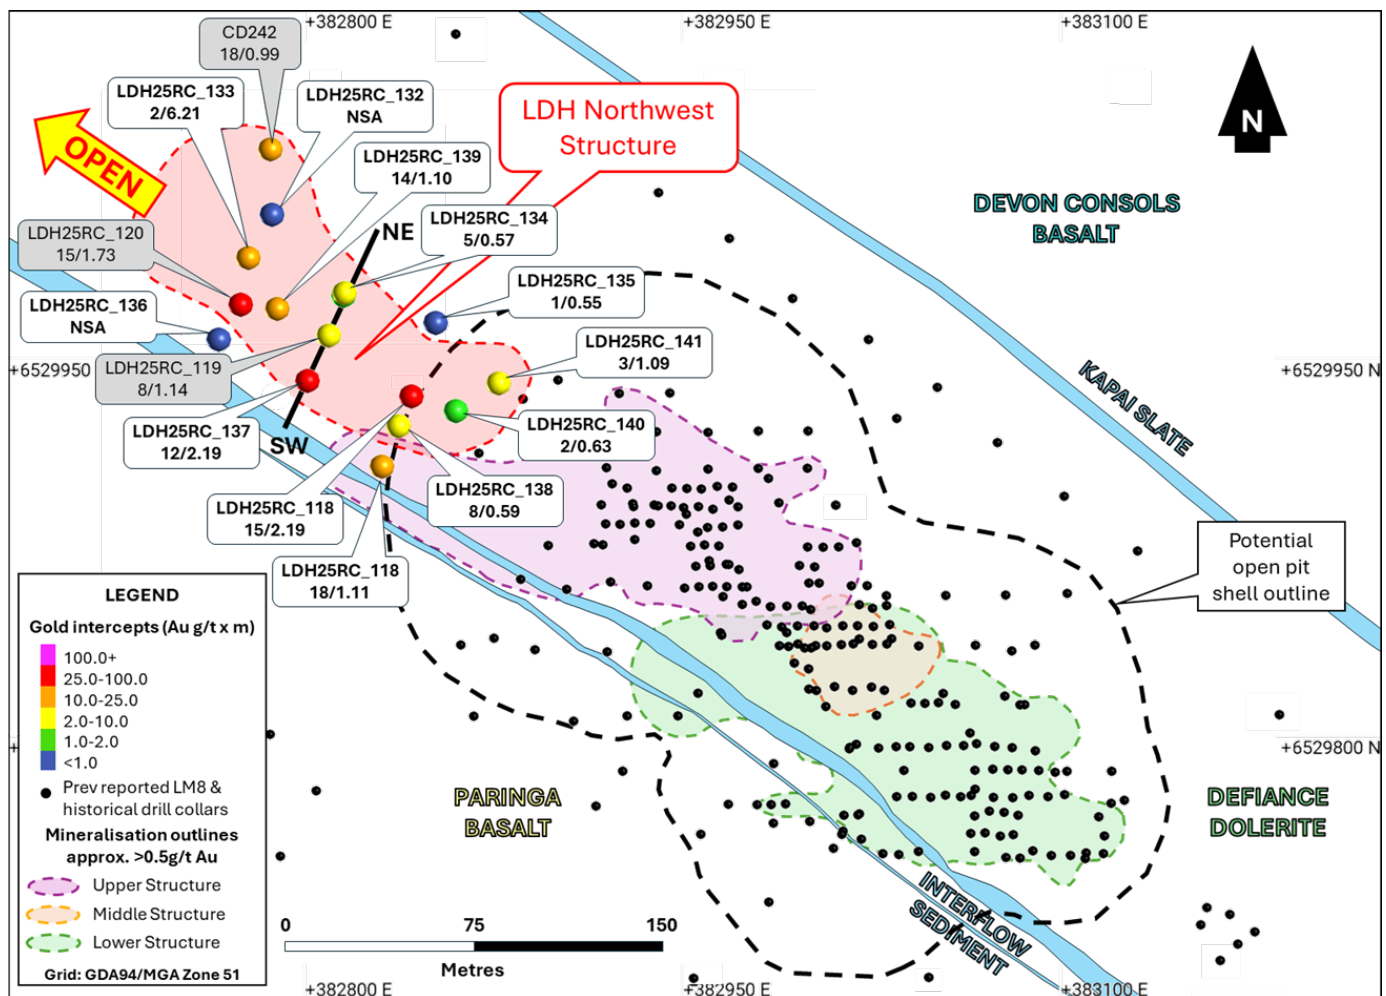 +382800 E
+382950 E
+383100 E
CD242
18/0.99
LDH25RC_133
2/6.21
LDH25RC_132
NSA
LDH Northwest
Structure
N
OPEN
LDH25RC_139
14/1.10
DEVON CONSOLS
BASALT
LDH25RC_120
15/1.73
NE
LDH25RC_134
5/0.57
LDH25RC_135
1/0.55
LDH25RC_136
NSA
LDH25RC_141
3/1.09
+6529950
+6529950 N
LDH25RC_119
8/1.14
KAPAI SLATE
LDH25RC_137
12/2.19
SW
LDH25RC_140
2/0.63
LDH25RC_118
15/2.19
LDH25RC_138
8/0.59
LDH25RC_118
18/1.11
Potential
open pit
shell outline
LEGEND
Gold intercepts (Au g/t x m)
100.0+
25.0-100.0
10.0-25.0
2.0-10.0
1.0-2.0
<1.0
Prev reported LM8 &
historical drill collars
Mineralisation outlines
approx. >0.5g/t Au
Upper Structure
Middle Structure
Lower Structure
Grid: GDA94/MGA Zone 51
+
+6529800 N
PARINGA
BASALT
DEFIANCE
DOLERITE
INTERFLOW
SEDIMENT
0
75
150
Metres
+382800 E
+382950 E
+383100 E